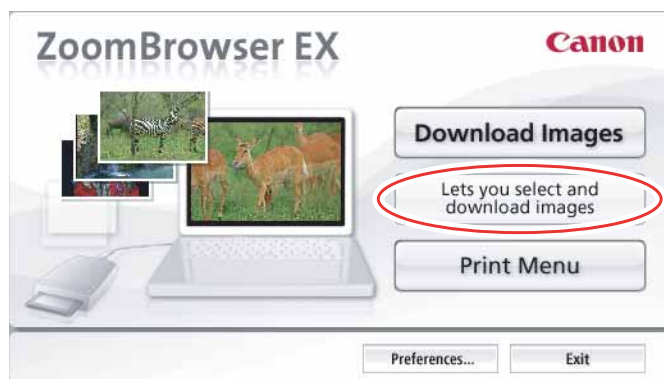 ZoomBrowser EX
Canon
Download Images
Lets you select and
download images
Print Menu
Preferences...
Exit